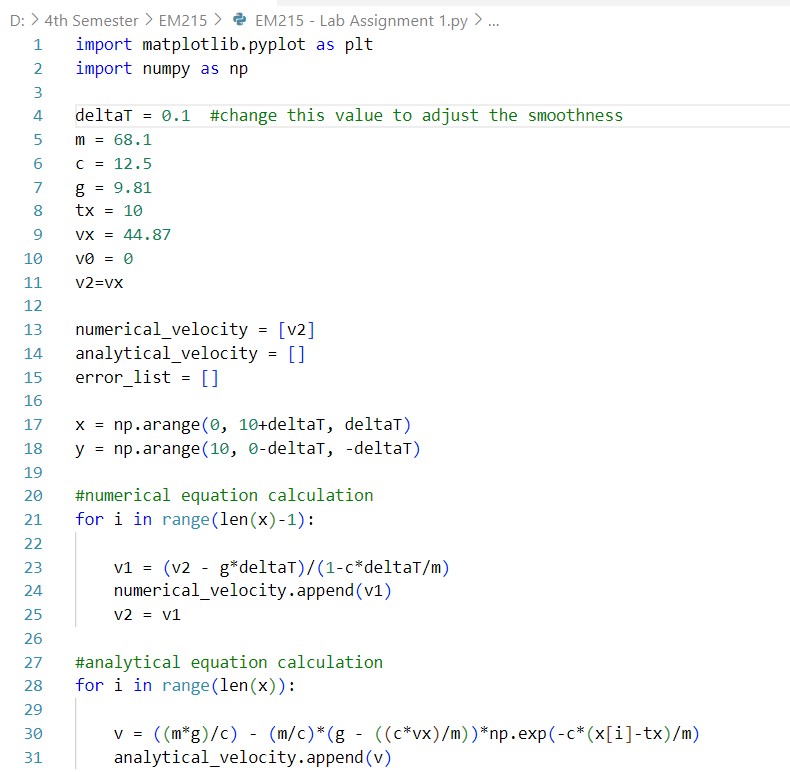 D: > 4th Semester > EM215 > EM215 - Lab Assignment 1.py > ...
1 import matplotlib.pyplot as plt
2 import numpy as np
3
4 deltaT = 0.1  #change this value to adjust the smoothness
5 m = 68.1
6 c = 12.5
7 g = 9.81
8 tx = 10
9 vx = 44.87
10 v0 = 0
11 v2=vx
12
13 numerical_velocity = [v2]
14 analytical_velocity = []
15 error_list = []
16
17 x = np.arange(0, 10+deltaT, deltaT)
18 y = np.arange(10, 0-deltaT, -deltaT)
19
20 #numerical equation calculation
21 for i in range(len(x)-1):
22
23     v1 = (v2 - g*deltaT)/(1-c*deltaT/m)
24     numerical_velocity.append(v1)
25     v2 = v1
26
27 #analytical equation calculation
28 for i in range(len(x)):
29
30     v = ((m*g)/c) - (m/c)*(g - ((c*vx)/m))*np.exp(-c*(x[i]-tx)/m)
31     analytical_velocity.append(v)